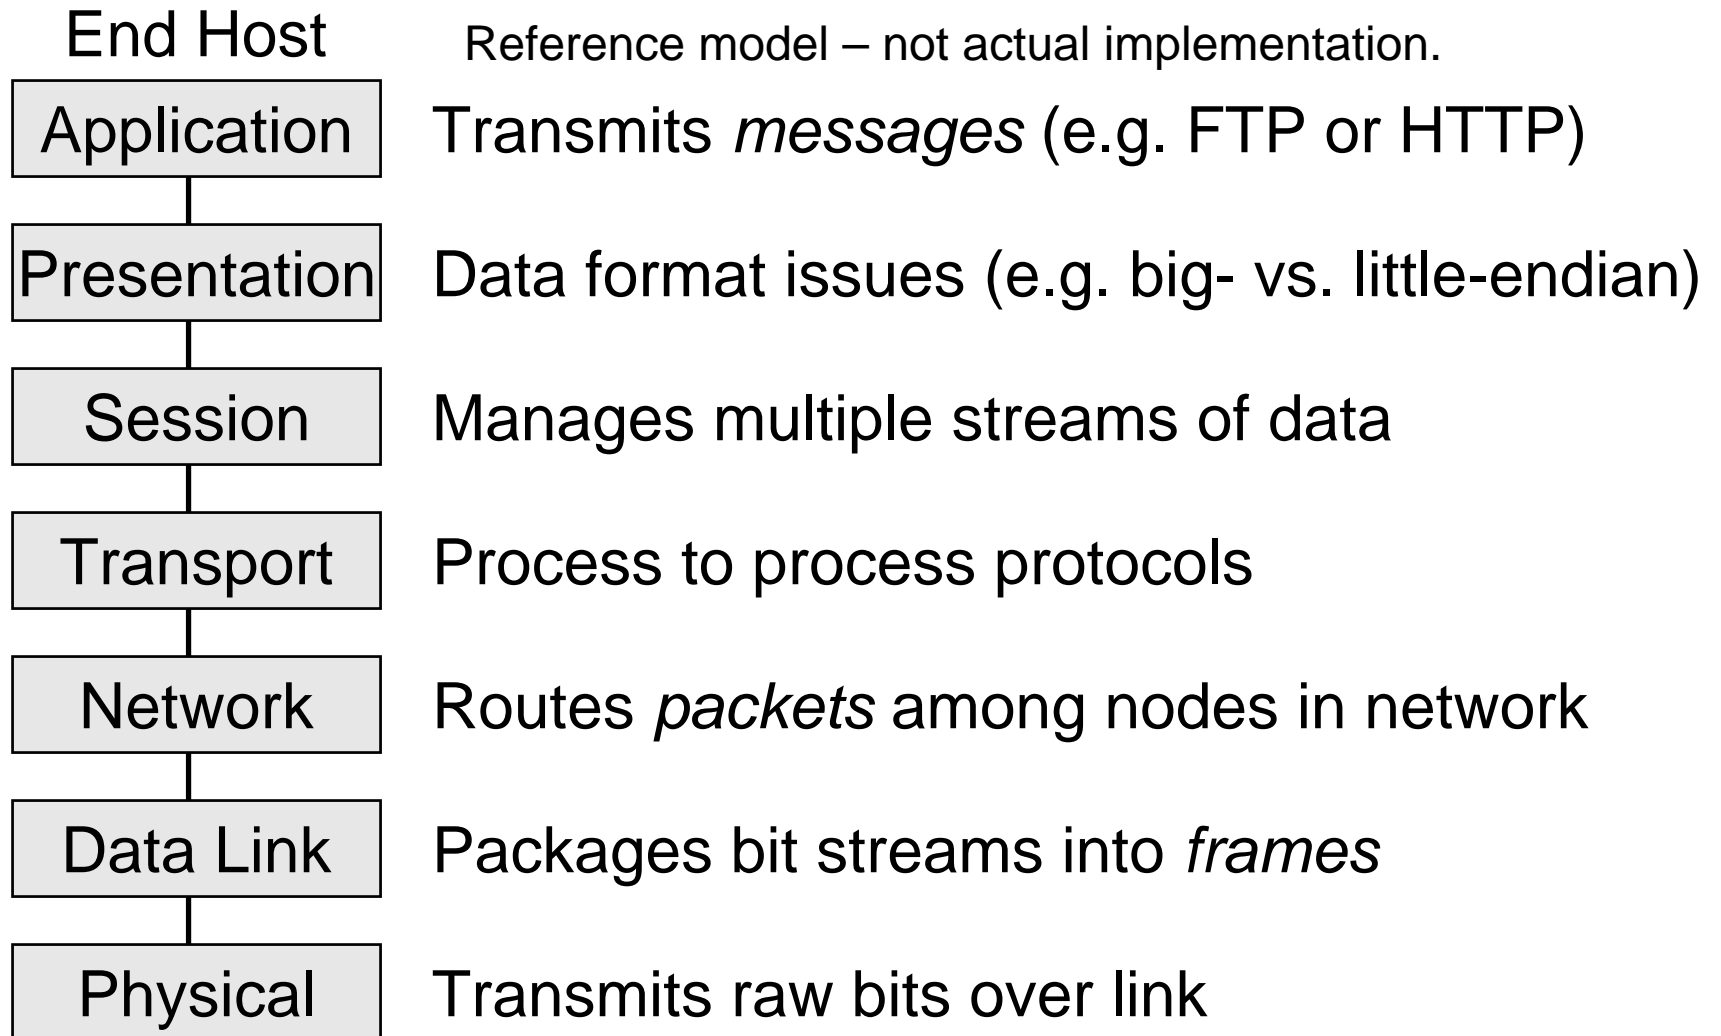 End Host
Reference model – not actual implementation.
Application
Transmits messages (e.g. FTP or HTTP)
Presentation
Data format issues (e.g. big- vs. little-endian)
Session
Manages multiple streams of data
Transport
Process to process protocols
Network
Routes packets among nodes in network
Data Link
Packages bit streams into frames
Physical
Transmits raw bits over link